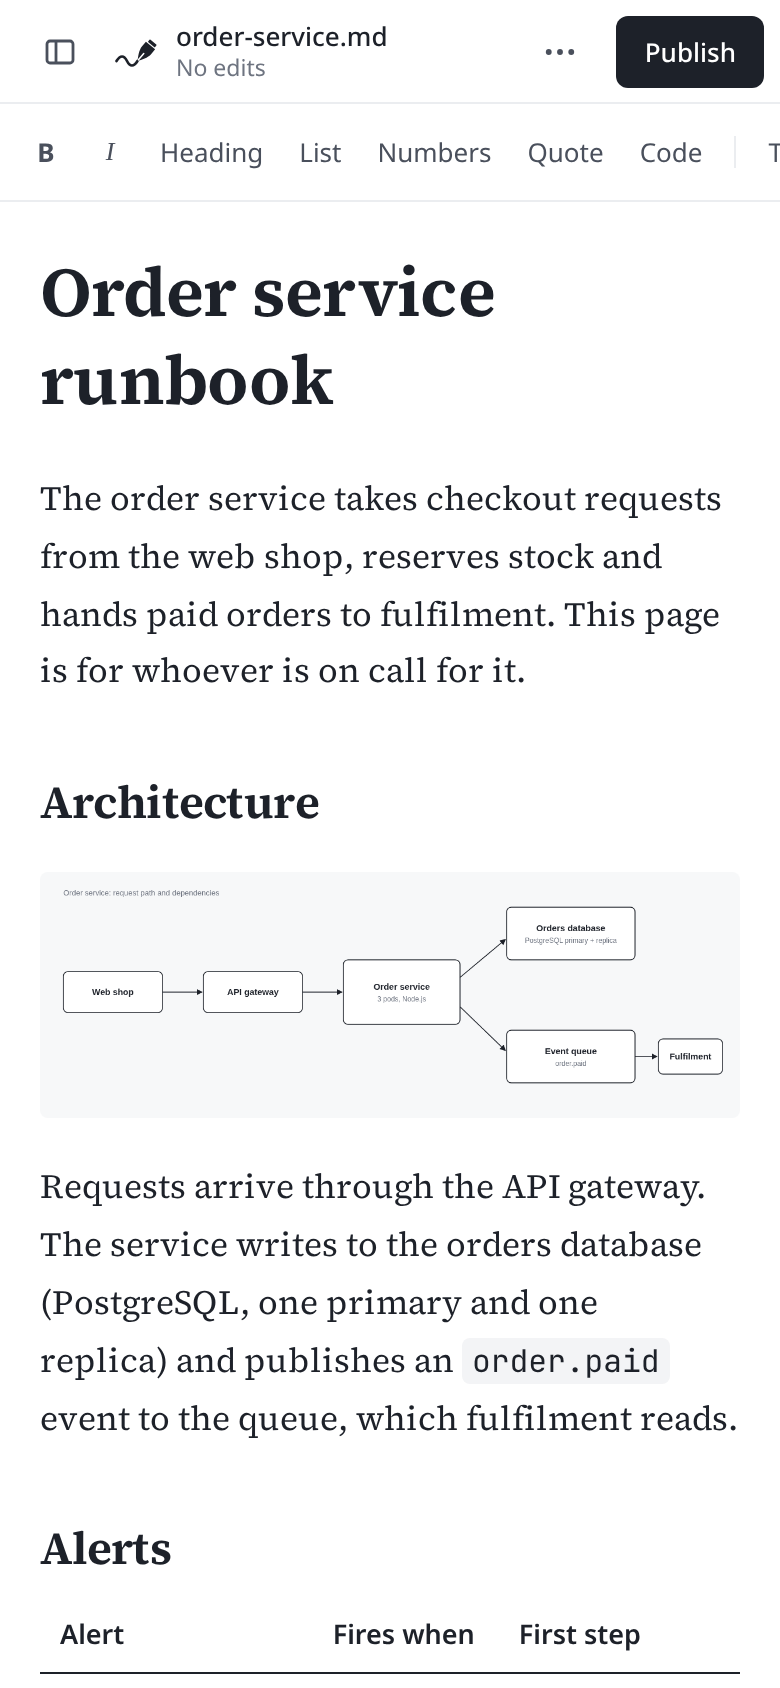 order-service.md
No edits
Publish
B I Heading List Numbers Quote Code
Order service
runbook
The order service takes checkout requests
from the web shop, reserves stock and
hands paid orders to fulfilment. This page
is for whoever is on call for it.
Architecture
Order service: request path and dependencies
Web shop
API gateway
Order service
3 pods, Node.js
Orders database
PostgreSQL primary + replica
Event queue
order.paid
Fulfilment
Requests arrive through the API gateway.
The service writes to the orders database
(PostgreSQL, one primary and one
replica) and publishes an order.paid
event to the queue, which fulfilment reads.
Alerts
Alert Fires when First step